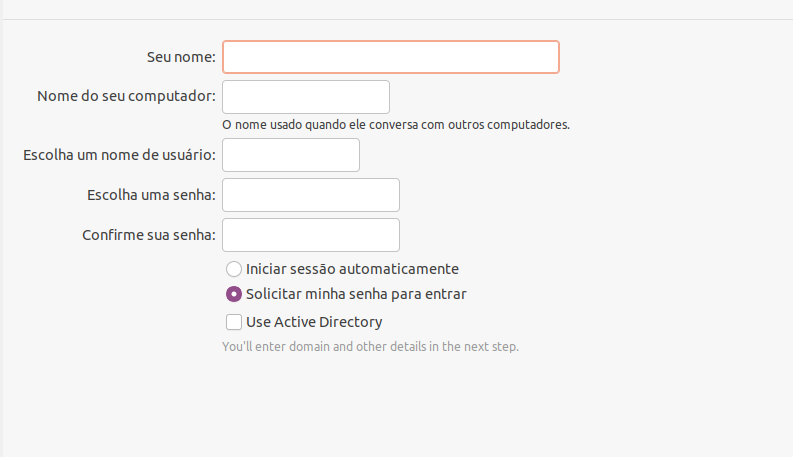 Seu nome:
Nome do seu computador:
O nome usado quando ele conversa com outros computadores.
Escolha um nome de usuário:
Escolha uma senha:
Confirme sua senha:
Iniciar sessão automaticamente
Solicitar minha senha para entrar
Use Active Directory
You'll enter domain and other details in the next step.